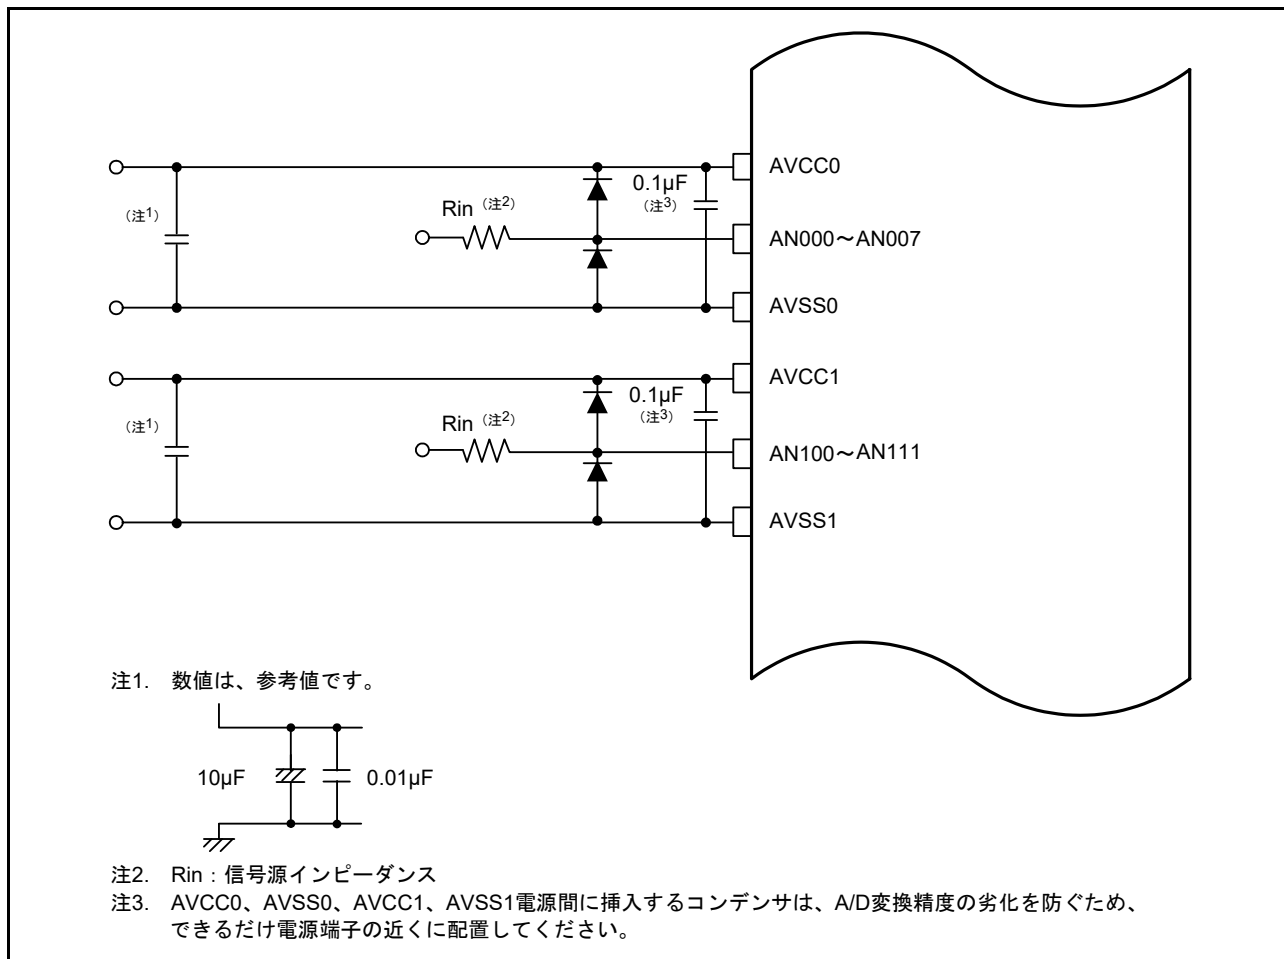 AVCC0
0.1μF
(注3)
(注1)
Rin (注2)
AN000～AN007
AVSS0
AVCC1
0.1μF
(注3)
(注1)
Rin (注2)
AN100～AN111
AVSS1
注1. 数値は、参考値です。
10μF
0.01μF
注2. Rin：信号源インピーダンス
注3. AVCC0、AVSS0、AVCC1、AVSS1電源間に挿入するコンデンサは、A/D変換精度の劣化を防ぐため、
できるだけ電源端子の近くに配置してください。